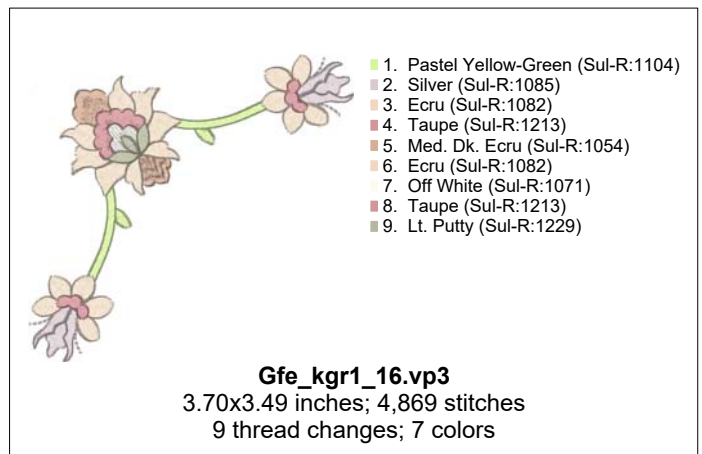 1. Pastel Yellow-Green (Sul-R:1104)
2. Silver (Sul-R:1085)
3. Ecru (Sul-R:1082)
4. Taupe (Sul-R:1213)
5. Med. Dk. Ecru (Sul-R:1054)
6. Ecru (Sul-R:1082)
7. Off White (Sul-R:1071)
8. Taupe (Sul-R:1213)
9. Lt. Putty (Sul-R:1229)
Gfe_kgr1_16.vp3
3.70x3.49 inches; 4,869 stitches
9 thread changes; 7 colors